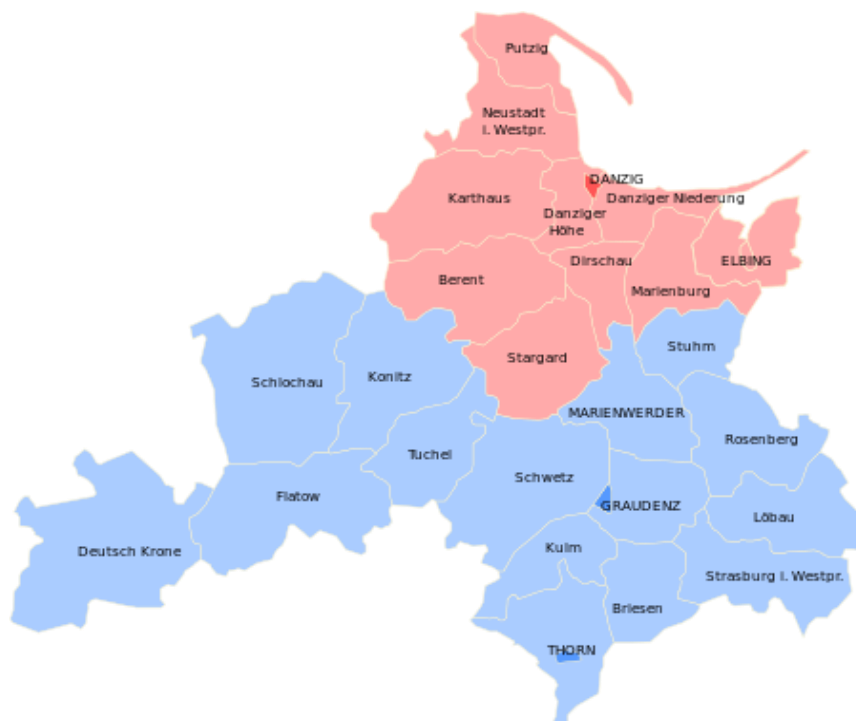 Putzig
Neustadt
i. Westpr.
DANZIG
Karthaus
Danziger Niederung
Danziger
Höhe
Dirschau
ELBING
Berent
Marienburg
Stuhm
Stargard
Schlochau
Konitz
MARIENWERDER
Rosenberg
Tuchel
Schwetz
Flatow
GRAUDENZ
Löbau
Deutsch Krone
Kulm
Strasburg i. Westpr.
Briesen
THORN